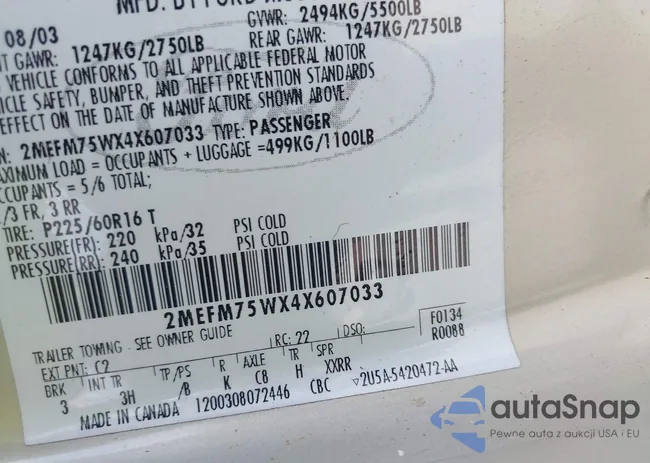 MFD. BY FORD
08/03
GVWR: 2494KG/5500LB
GAWR: 1247KG/2750LB
REAR GAWR: 1247KG/2750LB
VEHICLE CONFORMS TO ALL APPLICABLE FEDERAL MOTOR
SAFETY, BUMPER, AND THEFT PREVENTION STANDARDS
EFFECT ON THE DATE OF MANUFACTURE SHOWN ABOVE.
2MEFM75WX4X607033 TYPE: PASSENGER
MAXIMUM LOAD = OCCUPANTS + LUGGAGE =499KG/1100LB
OCCUPANTS = 5/6 TOTAL;
/3 FR, 3 RR
TIRE: P225/60R16 T
PRESSURE(FR): 220 kPa/32 PSI COLD
PRESSURE(RR): 240 kPa/35 PSI COLD
2MEFM75WX4X607033
TRAILER TOWING - SEE OWNER GUIDE
F0134
R0088
EXT PNT: C2 RC: 22 DSO:
BRK INT TR TP/PS R AXLE TR SPR
3 3H /B K C8 H XXRR
MADE IN CANADA 1200308072446 CBC ▽2U5A-5420472-AA
autaSnap
Pewne auta z aukcji USA i EU